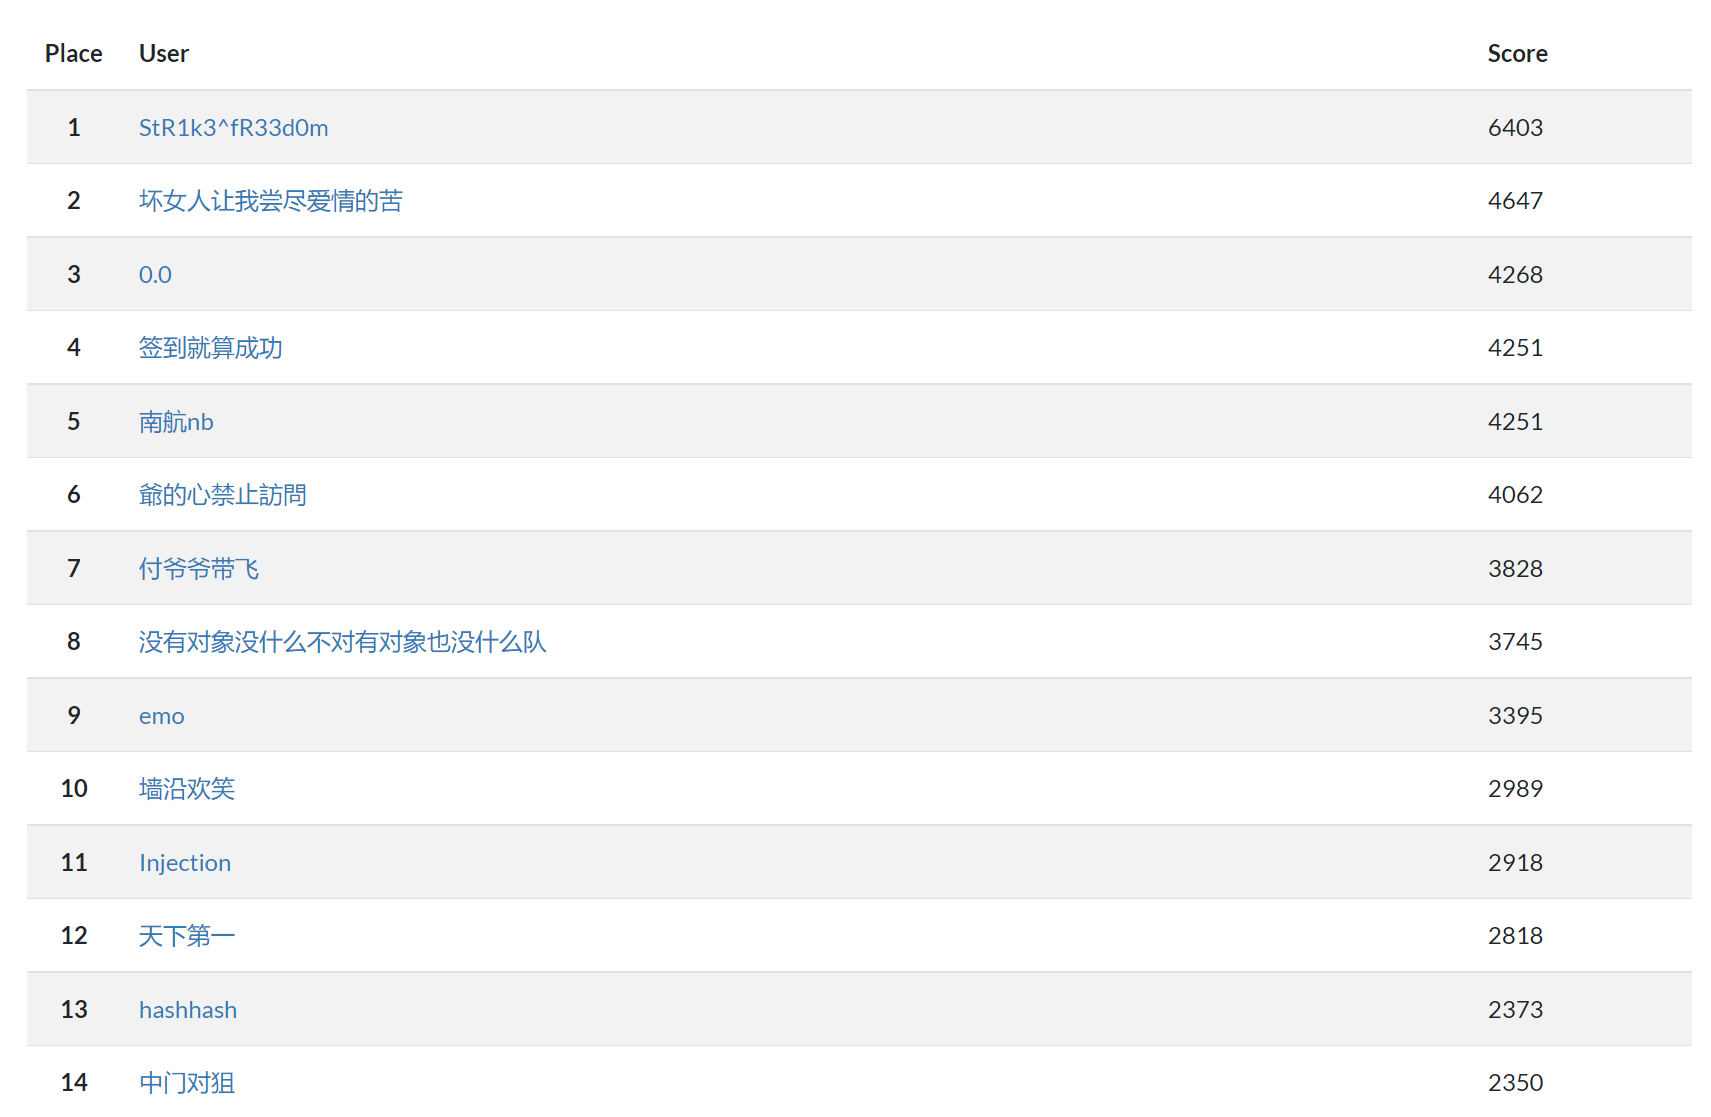 Place User Score
1 StR1k3^fR33d0m 6403
2 坏女人让我尝尽爱情的苦 4647
3 0.0 4268
4 签到就算成功 4251
5 南航nb 4251
6 爺的心禁止訪問 4062
7 付爷爷带飞 3828
8 没有对象没什么不对有对象也没什么队 3745
9 emo 3395
10 墙沿欢笑 2989
11 Injection 2918
12 天下第一 2818
13 hashhash 2373
14 中门对狙 2350